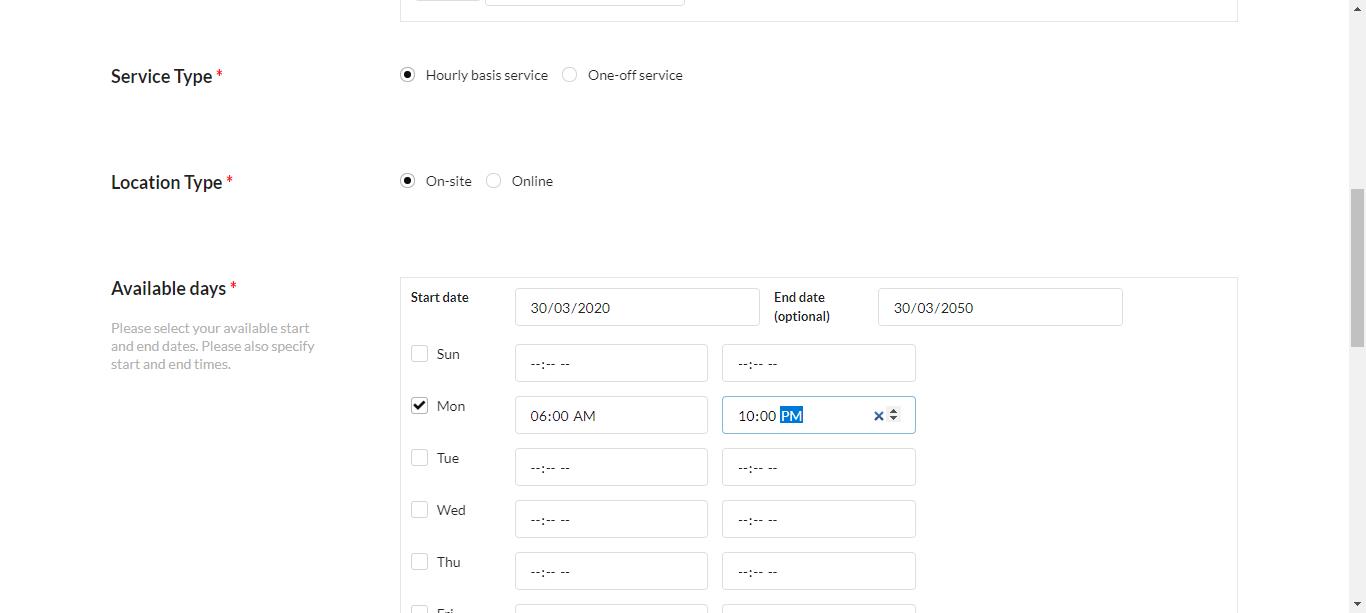 Service Type *
Hourly basis service One-off service
Location Type *
On-site Online
Available days *
Please select your available start
and end dates. Please also specify
start and end times.
Start date 30/03/2020 End date
(optional) 30/03/2050
Sun --:-- -- --:-- --
Mon 06:00 AM 10:00 PM
Tue --:-- -- --:-- --
Wed --:-- -- --:-- --
Thu --:-- -- --:-- --
Fri